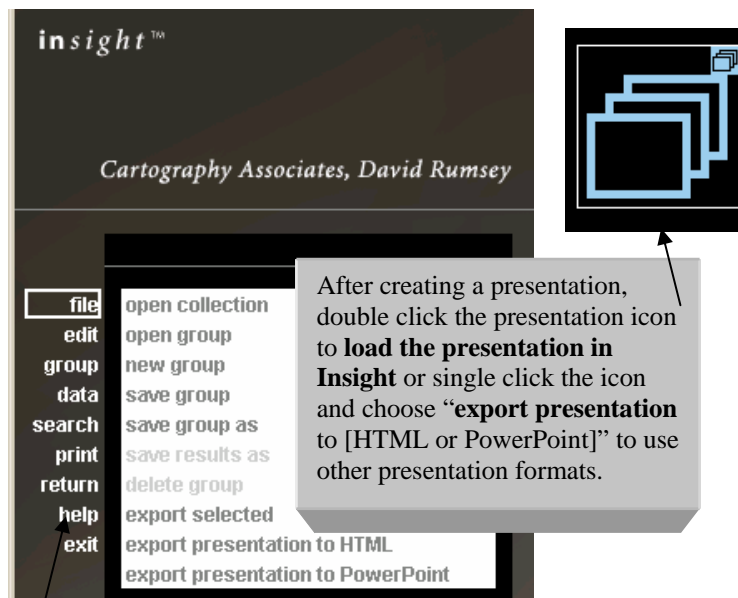 insight™
Cartography Associates, David Rumsey
file
edit
group
data
search
print
return
help
exit
open collection
open group
new group
save group
save group as
save results as
delete group
export selected
export presentation to HTML
export presentation to PowerPoint
After creating a presentation,
double click the presentation icon
to load the presentation in
Insight or single click the icon
and choose “export presentation
to [HTML or PowerPoint]” to use
other presentation formats.